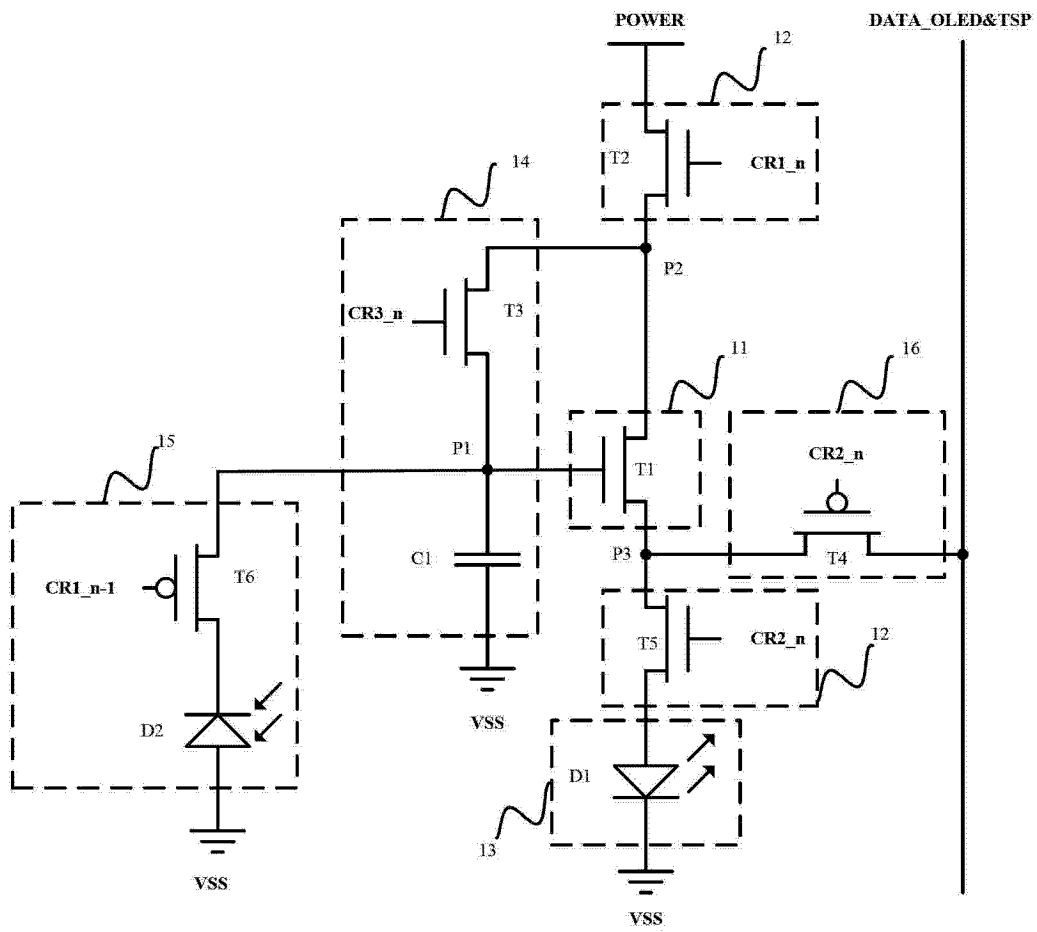 POWER
DATA_OLED&TSP
12
T2
CR1_n
14
P2
CR3_n
T3
11
16
15
P1
T1
CR2_n
P3
T4
C1
CR1_n-1
T6
T5
CR2_n
12
VSS
D2
D1
13
VSS
VSS